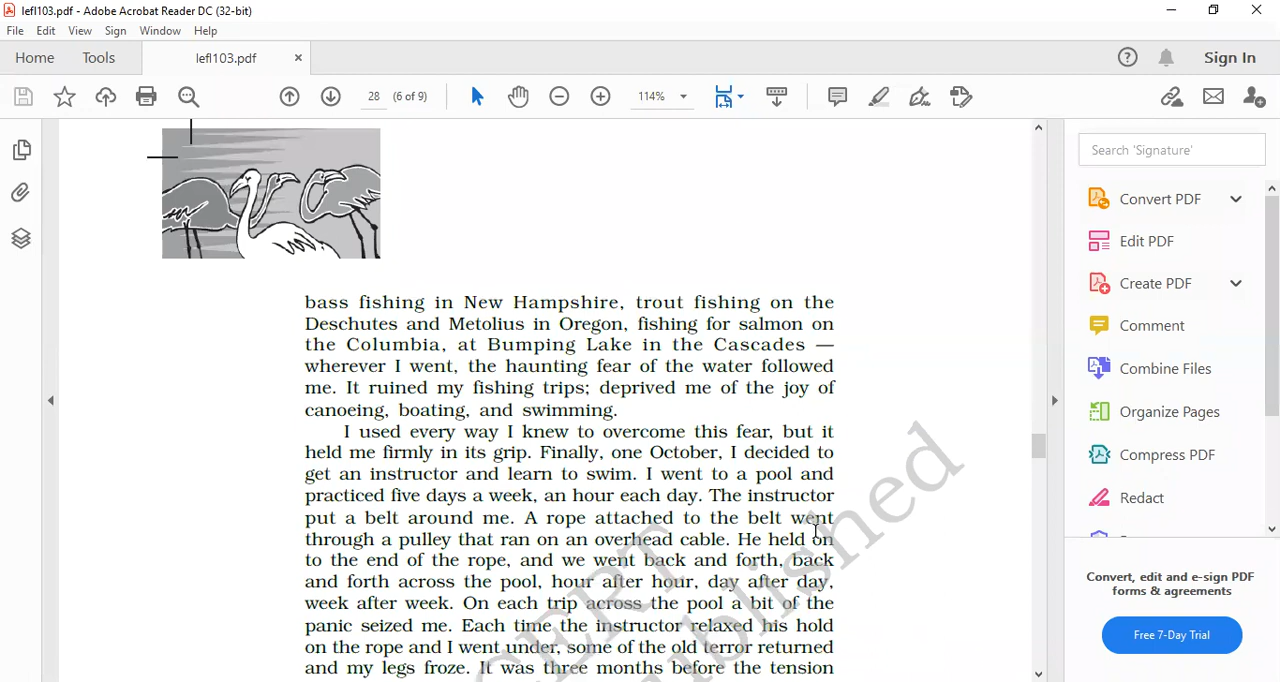 lefl103.pdf - Adobe Acrobat Reader DC (32-bit)
File Edit View Sign Window Help
Home Tools lefl103.pdf Sign In
28 (6 of 9) 114%
Search 'Signature'
Convert PDF
Edit PDF
Create PDF
Comment
Combine Files
Organize Pages
Compress PDF
Redact
Convert, edit and e-sign PDF
forms & agreements
Free 7-Day Trial
bass fishing in New Hampshire, trout fishing on the
Deschutes and Metolius in Oregon, fishing for salmon on
the Columbia, at Bumping Lake in the Cascades —
wherever I went, the haunting fear of the water followed
me. It ruined my fishing trips; deprived me of the joy of
canoeing, boating, and swimming.
I used every way I knew to overcome this fear, but it
held me firmly in its grip. Finally, one October, I decided to
get an instructor and learn to swim. I went to a pool and
practiced five days a week, an hour each day. The instructor
put a belt around me. A rope attached to the belt went
through a pulley that ran on an overhead cable. He held on
to the end of the rope, and we went back and forth, back
and forth across the pool, hour after hour, day after day,
week after week. On each trip across the pool a bit of the
panic seized me. Each time the instructor relaxed his hold
on the rope and I went under, some of the old terror returned
and my legs froze. It was three months before the tension